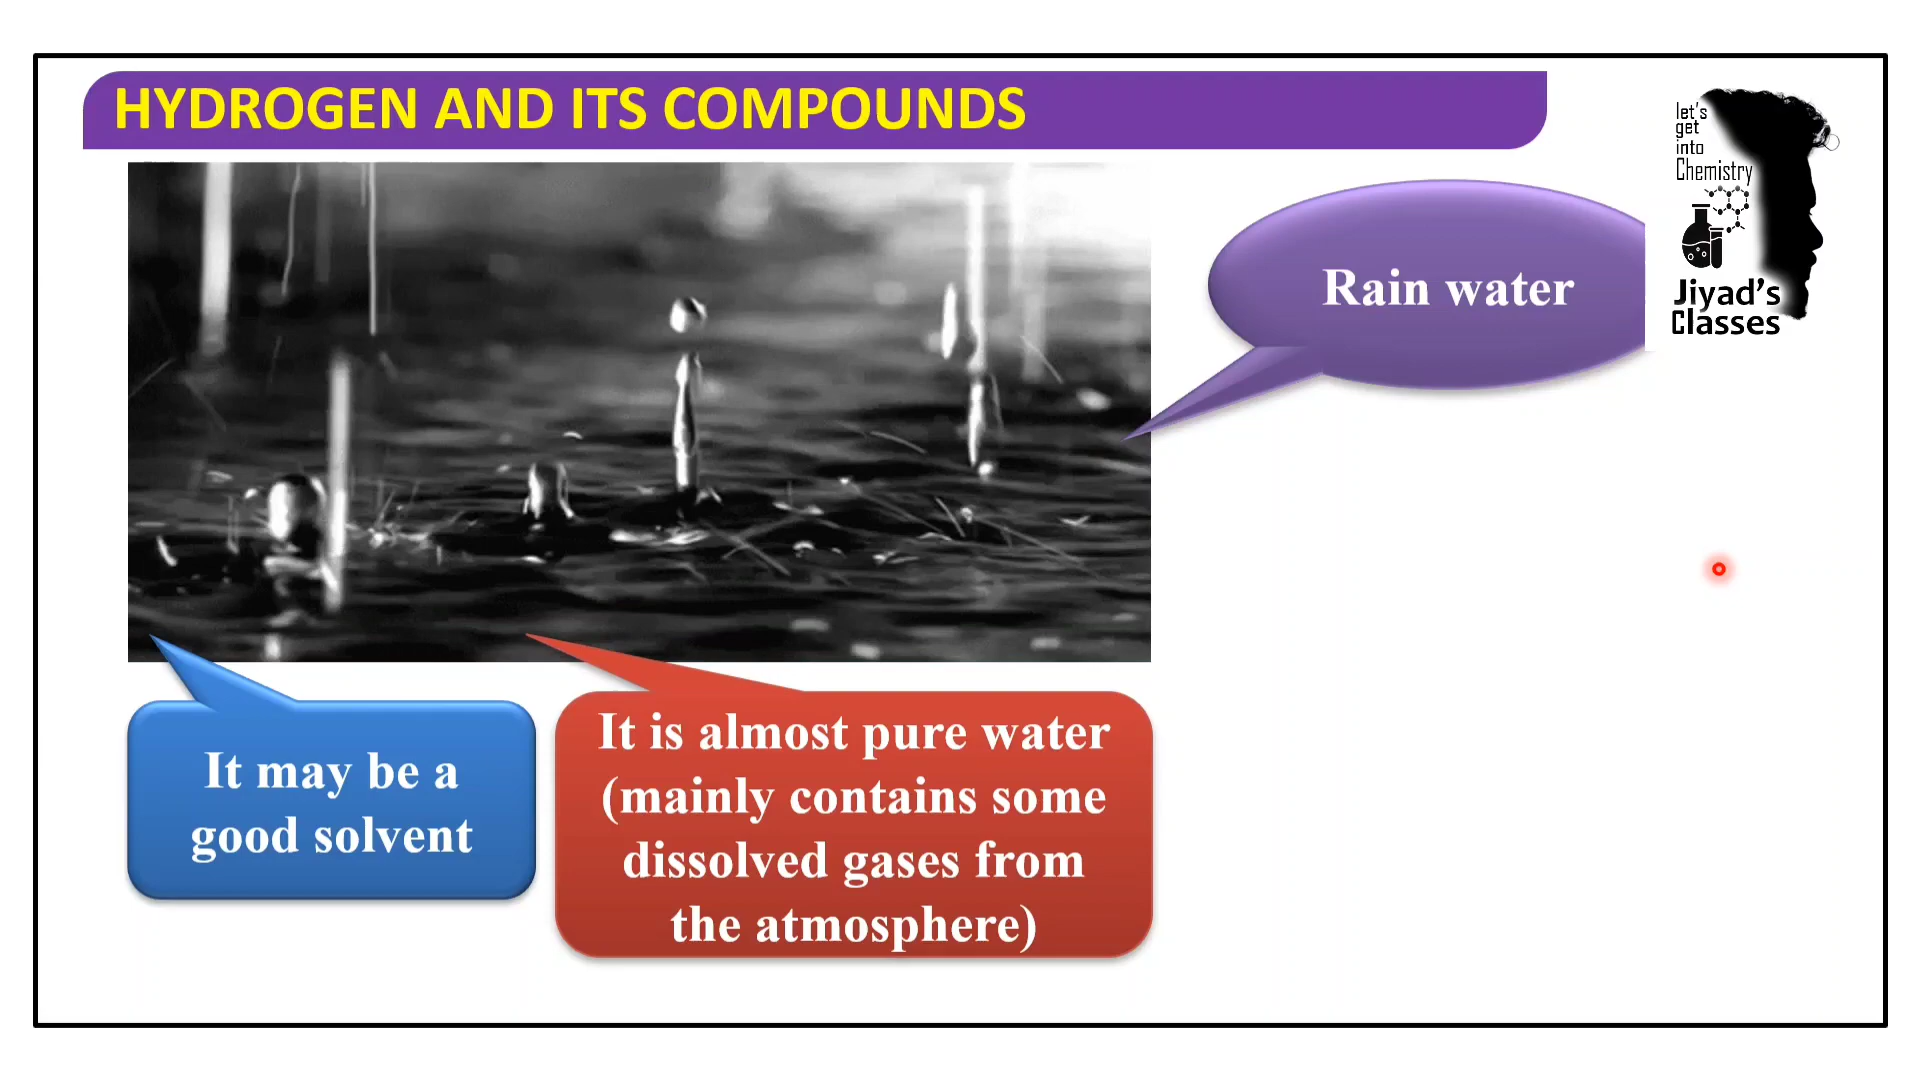 HYDROGEN AND ITS COMPOUNDS
let's
get
into
Chemistry
Jiyad's
Classes
Rain water
It may be a
good solvent
It is almost pure water
(mainly contains some
dissolved gases from
the atmosphere)